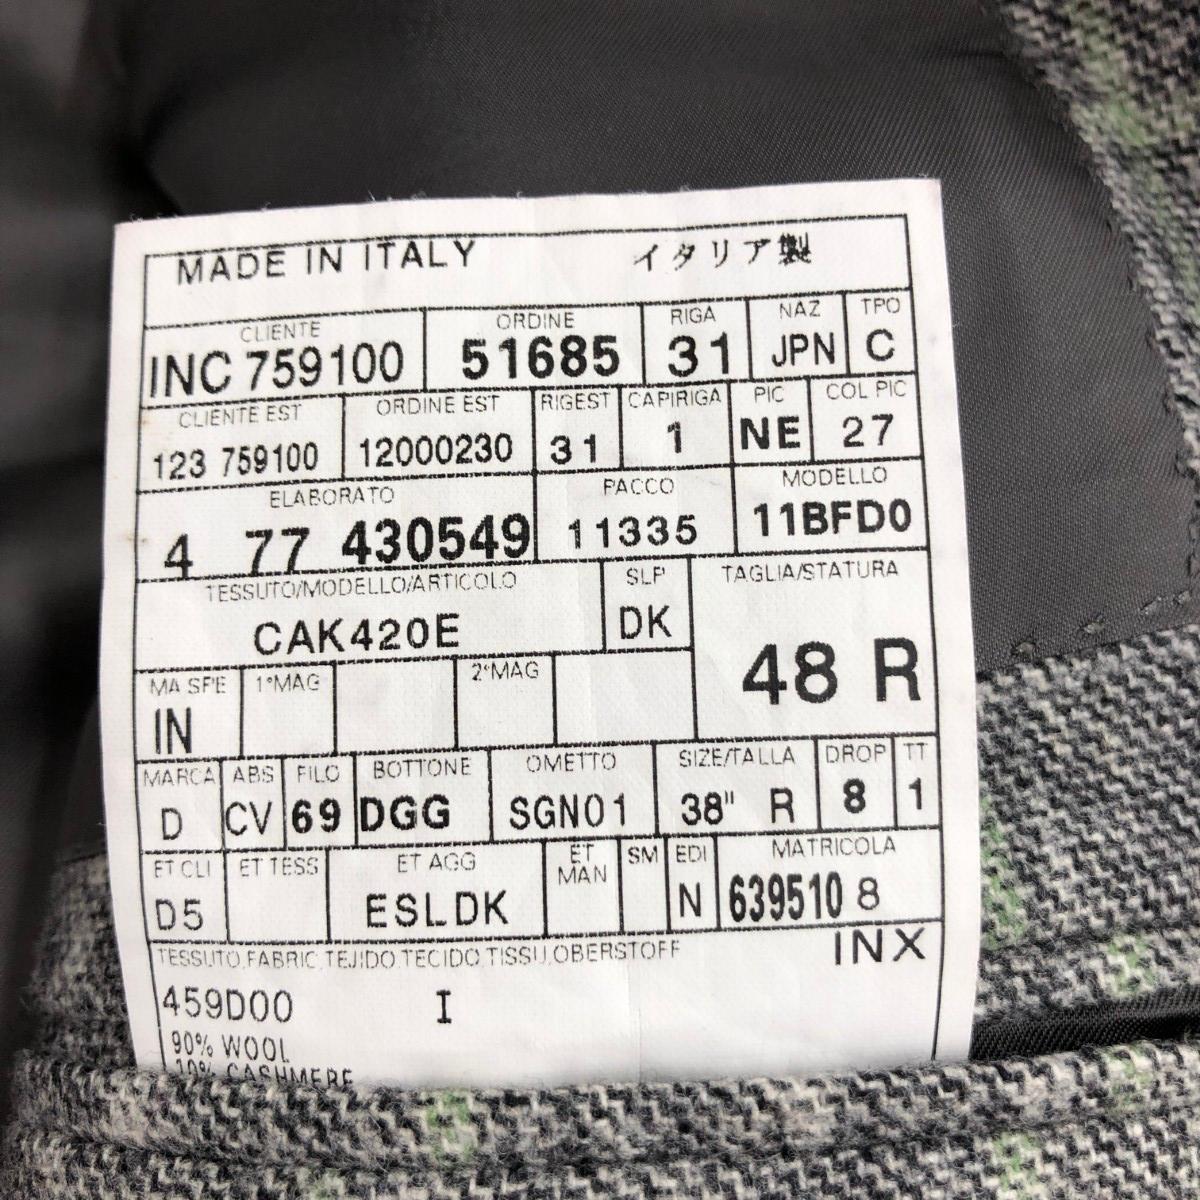 MADE IN ITALY イタリア製
CLIENTE ORDINE RIGA NAZ TPO
INC 759100 51685 31 JPN C
CLIENTE EST ORDINE EST RIGEST CAPIRIGA PIC COL PIC
123 759100 12000230 31 1 NE 27
ELABORATO PACCO MODELLO
4 77 430549 11335 11BFD0
TESSUTO/MODELLO/ARTICOLO SLP TAGLIA/STATURA
CAK420E DK 48 R
MA SPE 1°MAG 2°MAG
IN
MARCA ABS FILO BOTTONE OMETTO SIZE/TALLA DROP TT
D CV 69 DGG SGN01 38" R 8 1
ET CLI ET TESS ET AGG ET MAN SM EDI MATRICOLA
D5 ESLDK N 639510 8
TESSUTO,FABRIC,TEJIDO,TECIDO,TISSU,OBERSTOFF INX
459D00 I
90% WOOL
10% CASHMERE